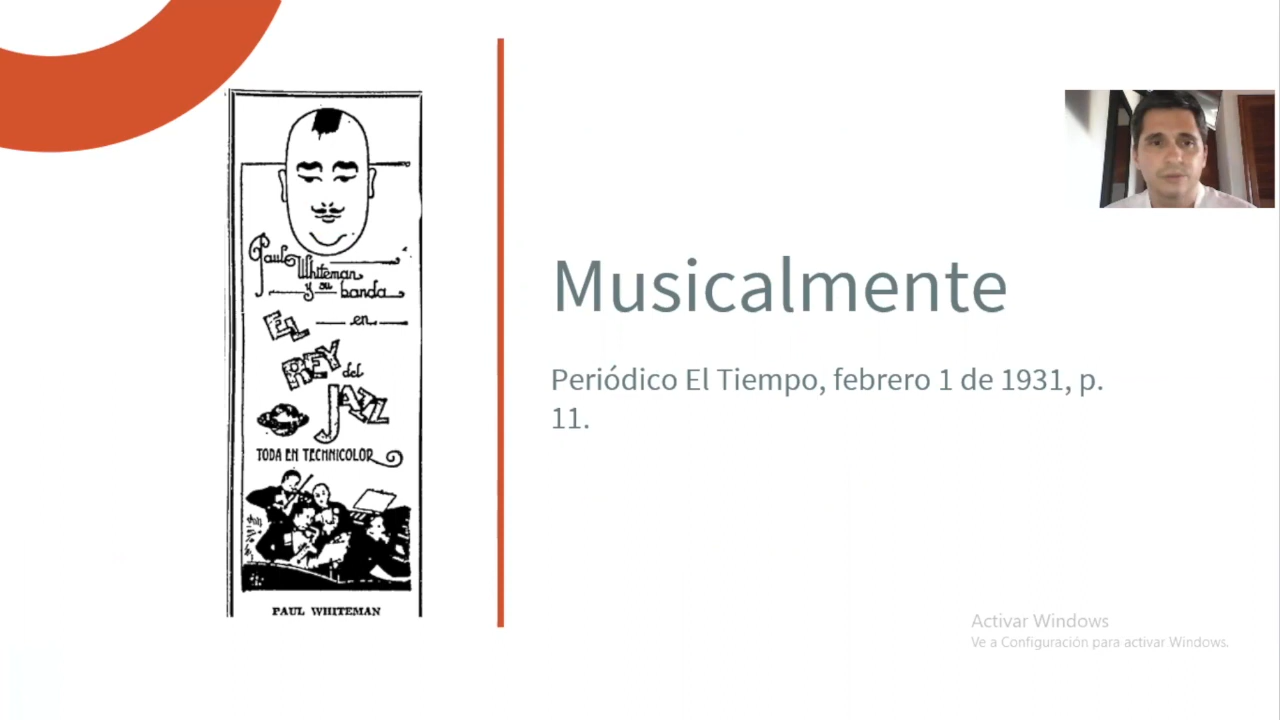 Paul
Whiteman
y su banda
en
EL
REY del
JAZZ
TODA EN TECHNICOLOR
PAUL WHITEMAN
Musicalmente
Periódico El Tiempo, febrero 1 de 1931, p.
11.
Activar Windows
Ve a Configuración para activar Windows.